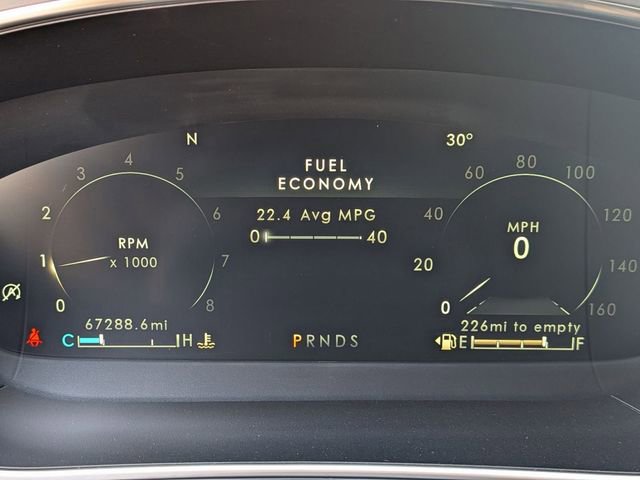 N
30°
FUEL
ECONOMY
22.4 Avg MPG
0 40
0 1 2 3 4 5 6 7 8
RPM
x 1000
0 20 40 60 80 100 120 140 160
MPH
0
67288.6mi
C H
PRNDS
226mi to empty
E F